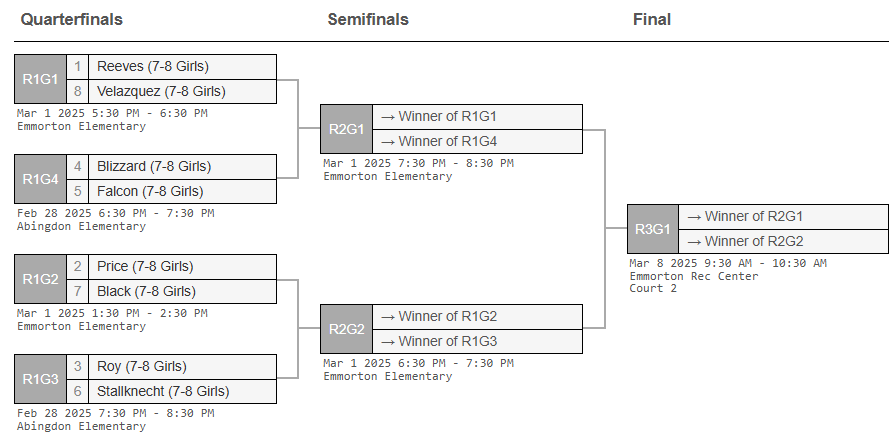 Quarterfinals
Semifinals
Final
R1G1
1 Reeves (7-8 Girls)
8 Velazquez (7-8 Girls)
Mar 1 2025 5:30 PM - 6:30 PM
Emmorton Elementary
R1G4
4 Blizzard (7-8 Girls)
5 Falcon (7-8 Girls)
Feb 28 2025 6:30 PM - 7:30 PM
Abingdon Elementary
R1G2
2 Price (7-8 Girls)
7 Black (7-8 Girls)
Mar 1 2025 1:30 PM - 2:30 PM
Emmorton Elementary
R1G3
3 Roy (7-8 Girls)
6 Stallknecht (7-8 Girls)
Feb 28 2025 7:30 PM - 8:30 PM
Abingdon Elementary
R2G1
→ Winner of R1G1
→ Winner of R1G4
Mar 1 2025 7:30 PM - 8:30 PM
Emmorton Elementary
R2G2
→ Winner of R1G2
→ Winner of R1G3
Mar 1 2025 6:30 PM - 7:30 PM
Emmorton Elementary
R3G1
→ Winner of R2G1
→ Winner of R2G2
Mar 8 2025 9:30 AM - 10:30 AM
Emmorton Rec Center
Court 2